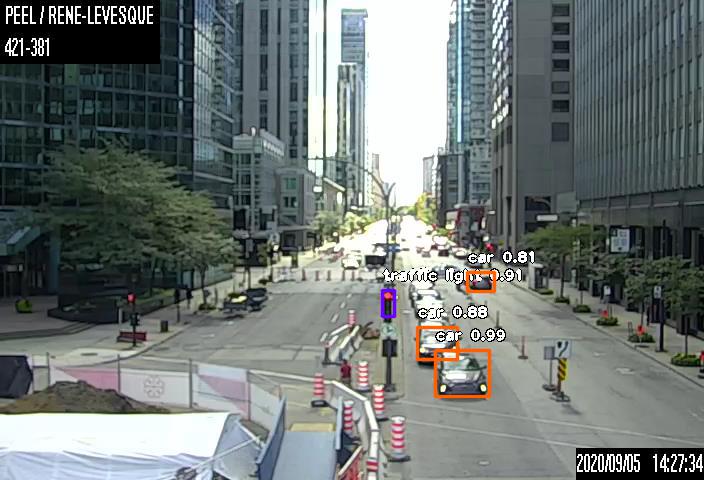 PEEL / RENE-LEVESQUE
421-381
car 0.81
traffic light 0.91
car 0.88
car 0.99
2020/09/05 14:27:34